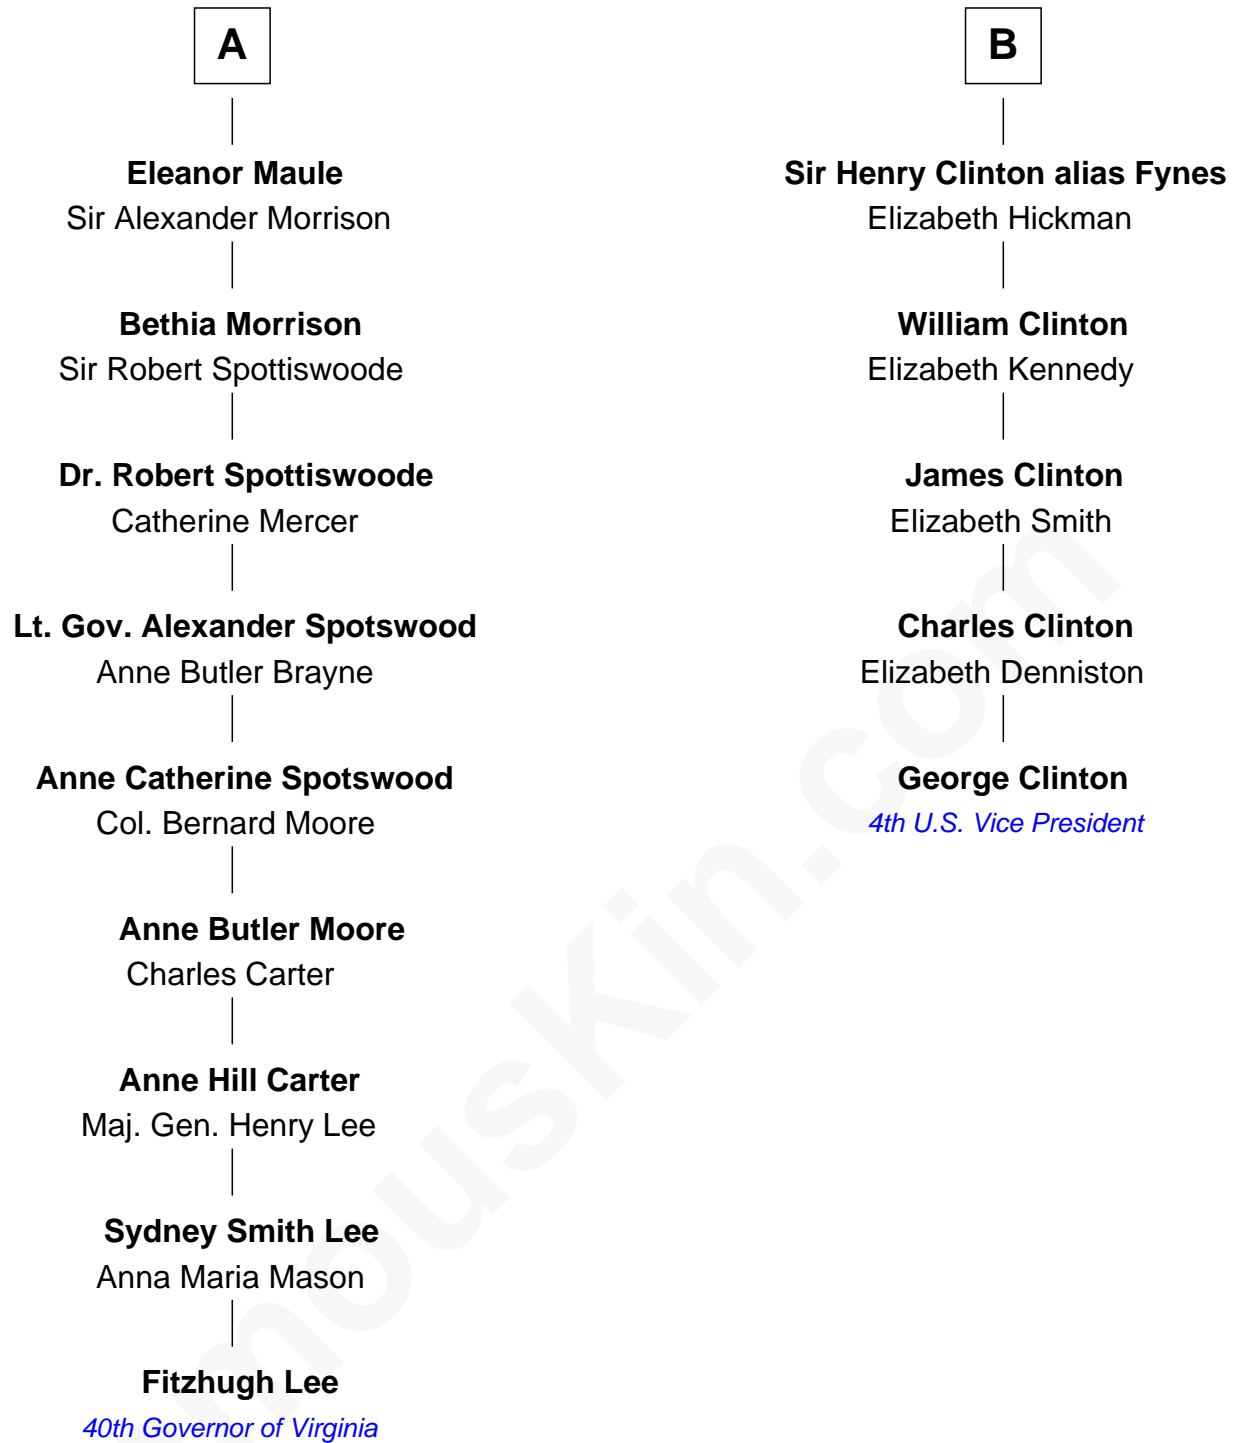 A
Eleanor Maule
Sir Alexander Morrison
Bethia Morrison
Sir Robert Spottiswoode
Dr. Robert Spottiswoode
Catherine Mercer
Lt. Gov. Alexander Spotswood
Anne Butler Brayne
Anne Catherine Spotswood
Col. Bernard Moore
Anne Butler Moore
Charles Carter
Anne Hill Carter
Maj. Gen. Henry Lee
Sydney Smith Lee
Anna Maria Mason
Fitzhugh Lee
40th Governor of Virginia
B
Sir Henry Clinton alias Fynes
Elizabeth Hickman
William Clinton
Elizabeth Kennedy
James Clinton
Elizabeth Smith
Charles Clinton
Elizabeth Denniston
George Clinton
4th U.S. Vice President
mouskin.com